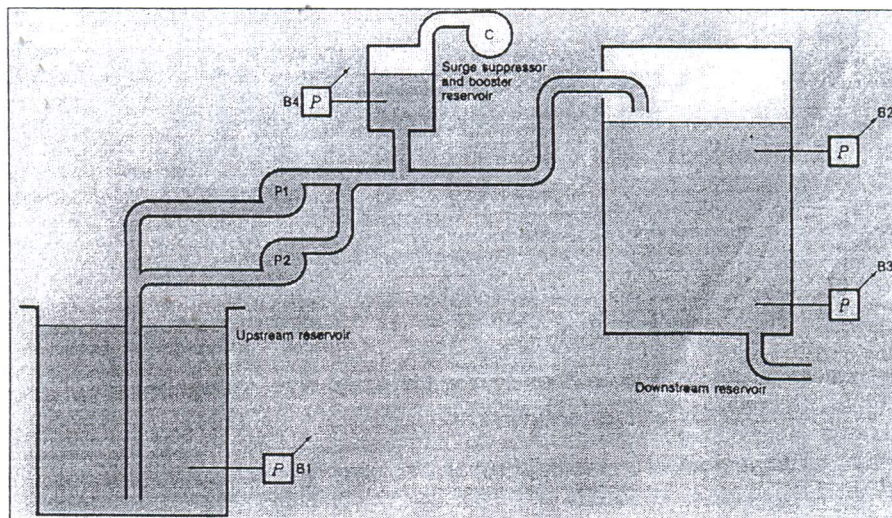 C
Surge suppressor
and booster
reservoir
B4
P
B2
P
P1
P2
B3
P
Upstream reservoir
Downstream reservoir
P
B1